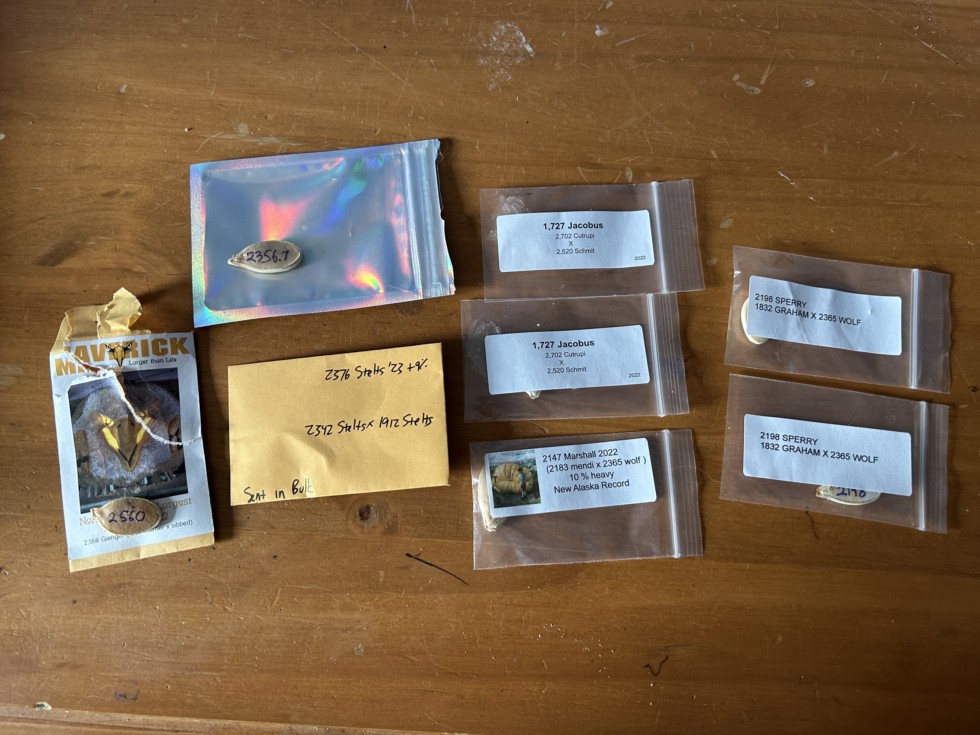 2356.7
MAVERICK
Larger than Life
2560
2376 Stelts '23 +9%
2342 Stelts x 1912 Stelts
Sent in Bulk
1,727 Jacobus
2,702 Cutrupi
X
2,520 Schmit
2022
1,727 Jacobus
2,702 Cutrupi
X
2,520 Schmit
2022
2147 Marshall 2022
(2183 mendi x 2365 wolf )
10 % heavy
New Alaska Record
2198 SPERRY
1832 GRAHAM X 2365 WOLF
2198 SPERRY
1832 GRAHAM X 2365 WOLF